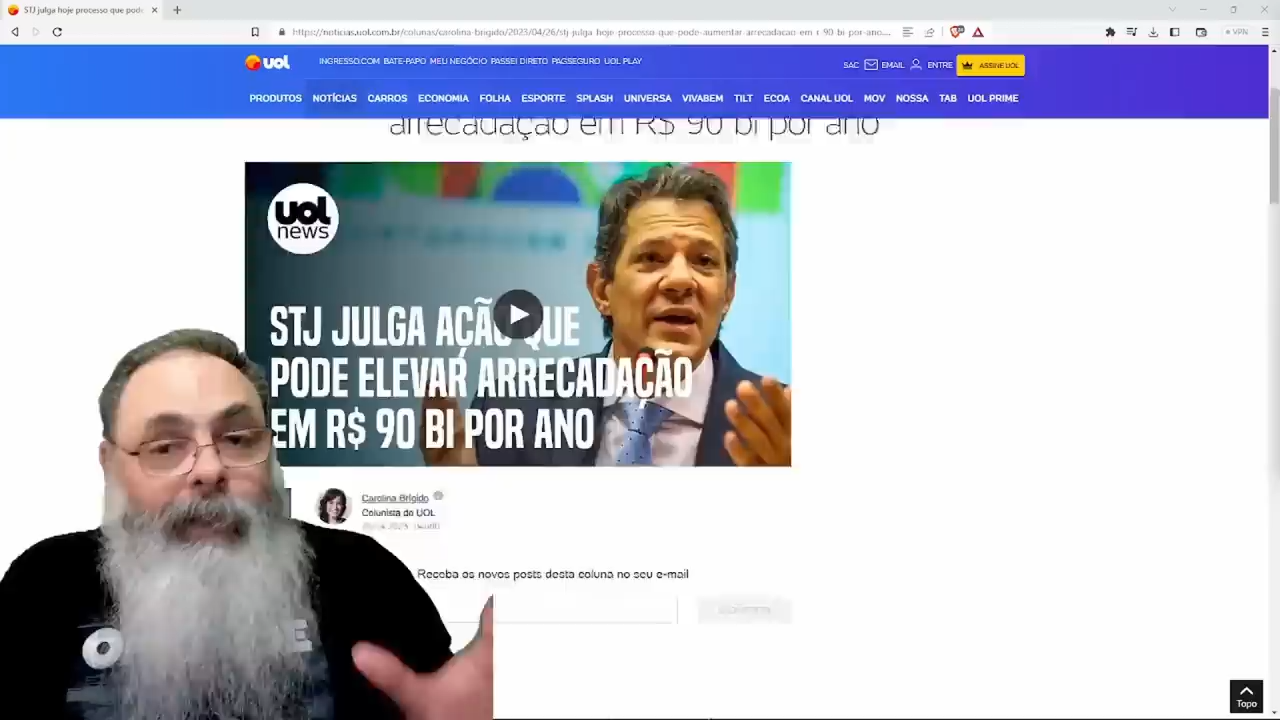 STJ julga hoje processo que pode
https://noticias.uol.com.br/colunas/carolina-brigido/2023/04/26/stj-julga-hoje-processo-que-pode-aumentar-arrecadacao-em-r-90-bi-por-ano....
VPN
uol
INGRESSO.COM BATE-PAPO MEU NEGÓCIO PASSEI DIRETO PAGSEGURO UOL PLAY
SAC EMAIL ENTRE ASSINE UOL
PRODUTOS NOTÍCIAS CARROS ECONOMIA FOLHA ESPORTE SPLASH UNIVERSA VIVABEM TILT ECOA CANAL UOL MOV NOSSA TAB UOL PRIME
arrecadação em R$ 90 bi por ano
uol
news
STJ JULGA AÇÃO QUE
PODE ELEVAR ARRECADAÇÃO
EM R$ 90 BI POR ANO
Carolina Brígido
Colunista do UOL
Receba os novos posts desta coluna no seu e-mail
Topo